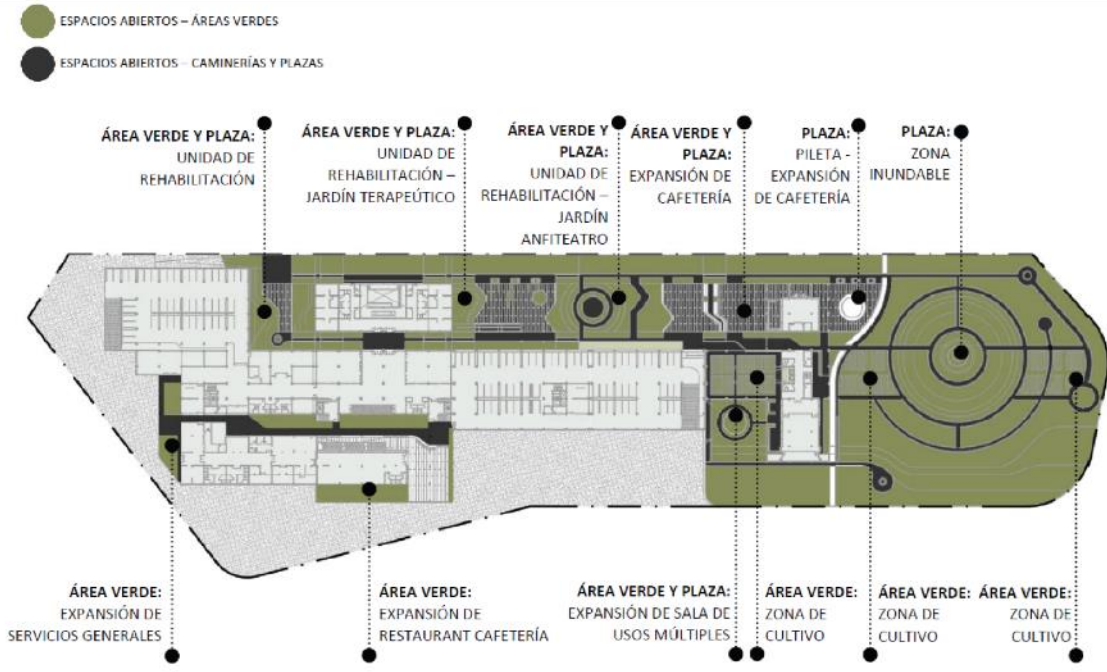 ESPACIOS ABIERTOS – ÁREAS VERDES
ESPACIOS ABIERTOS – CAMINERÍAS Y PLAZAS
ÁREA VERDE Y PLAZA:
UNIDAD DE
REHABILITACIÓN
ÁREA VERDE Y PLAZA:
UNIDAD DE
REHABILITACIÓN –
JARDÍN TERAPEÚTICO
ÁREA VERDE Y
PLAZA:
UNIDAD DE
REHABILITACIÓN –
JARDÍN
ANFITEATRO
ÁREA VERDE Y
PLAZA:
EXPANSIÓN DE
CAFETERÍA
PLAZA:
PILETA -
EXPANSIÓN
DE CAFETERÍA
PLAZA:
ZONA
INUNDABLE
ÁREA VERDE:
EXPANSIÓN DE
SERVICIOS GENERALES
ÁREA VERDE:
EXPANSIÓN DE
RESTAURANT CAFETERÍA
ÁREA VERDE Y PLAZA:
EXPANSIÓN DE SALA DE
USOS MÚLTIPLES
ÁREA VERDE:
ZONA DE
CULTIVO
ÁREA VERDE:
ZONA DE
CULTIVO
ÁREA VERDE:
ZONA DE
CULTIVO